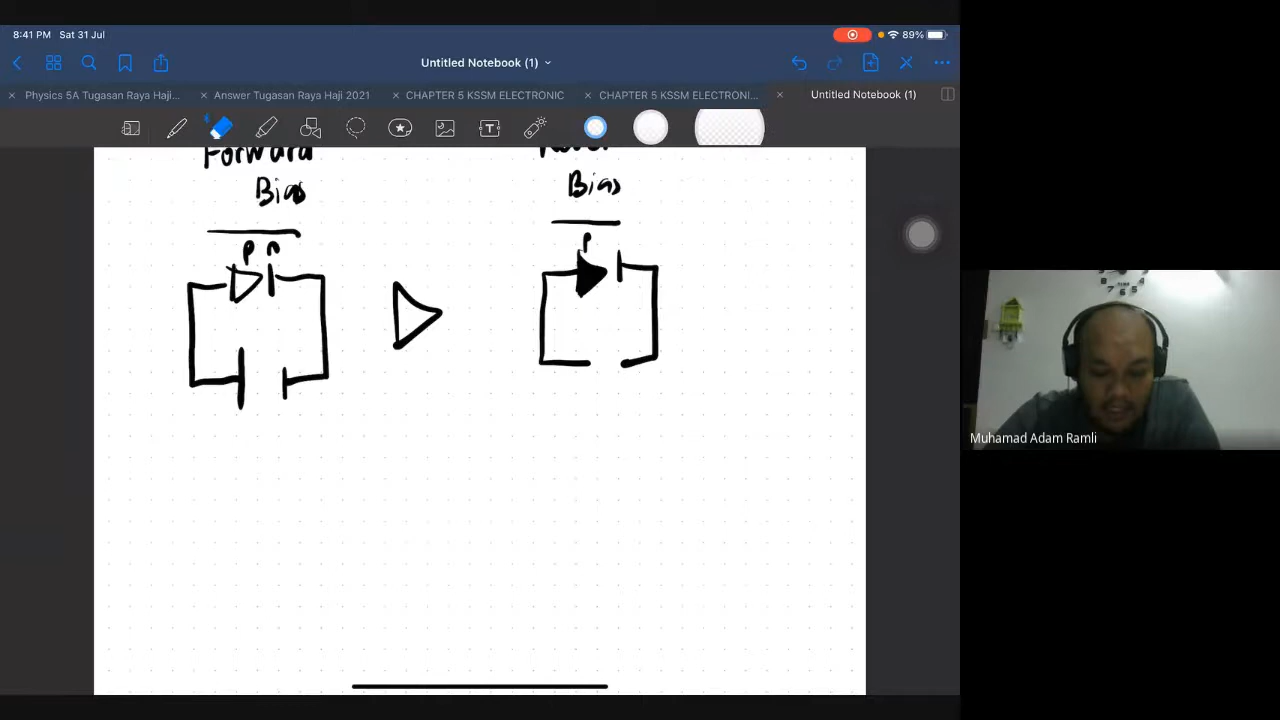 8:41 PM Sat 31 Jul
89%
Untitled Notebook (1)
Physics 5A Tugasan Raya Haji...
Answer Tugasan Raya Haji 2021
CHAPTER 5 KSSM ELECTRONIC
CHAPTER 5 KSSM ELECTRONI...
Untitled Notebook (1)
T
Forward
Bias
Bias
P n
P
Muhamad Adam Ramli